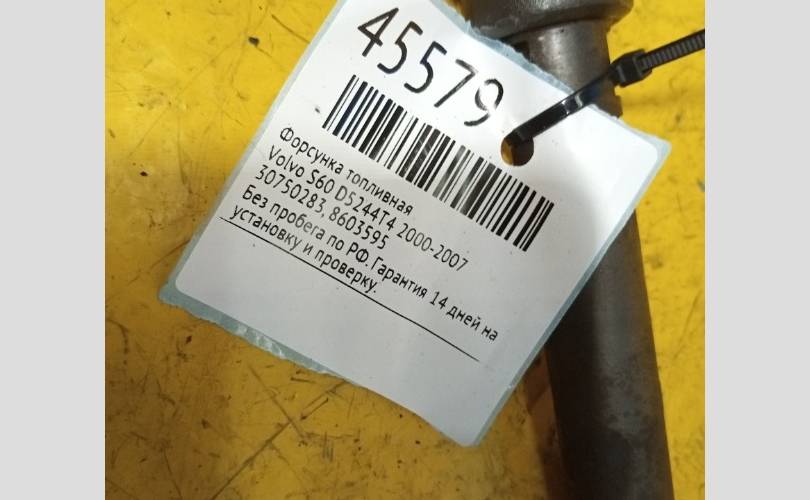 45579
Форсунка топливная
Volvo S60 D5244T4 2000-2007
30750283, 8603595
Без пробега по РФ. Гарантия 14 дней на
установку и проверку.